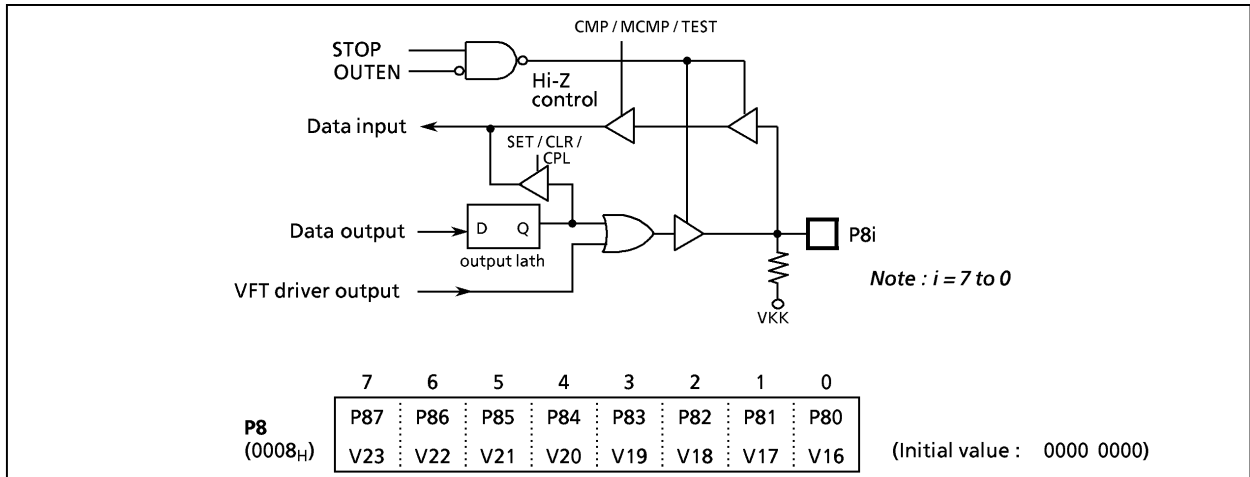 CMP / MCMP / TEST
STOP
OUTEN
Hi-Z
control
Data input
SET / CLR /
CPL
Data output
D Q
P8i
output lath
Note : i = 7 to 0
VFT driver output
VKK
7 6 5 4 3 2 1 0
P8
(0008H)
P87 P86 P85 P84 P83 P82 P81 P80
V23 V22 V21 V20 V19 V18 V17 V16
(Initial value : 0000 0000)